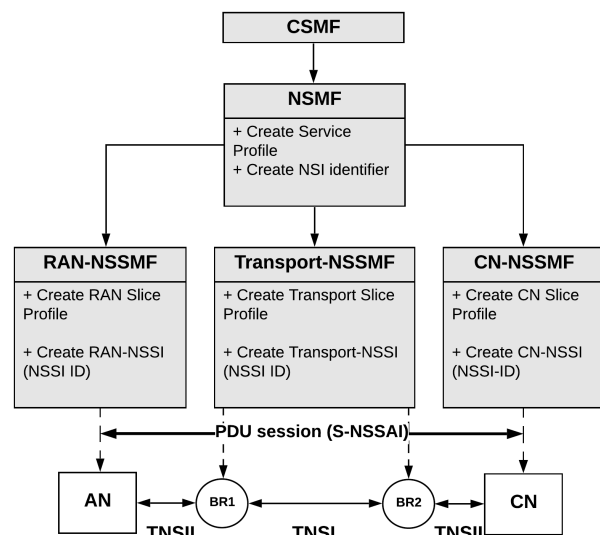 CSMF
NSMF
+ Create Service
Profile
+ Create NSI identifier
RAN-NSSMF
+ Create RAN Slice
Profile
+ Create RAN-NSSI
(NSSI ID)
Transport-NSSMF
+ Create Transport Slice
Profile
+ Create Transport-NSSI
(NSSI ID)
CN-NSSMF
+ Create CN Slice
Profile
+ Create CN-NSSI
(NSSI-ID)
PDU session (S-NSSAI)
AN
BR1
BR2
CN